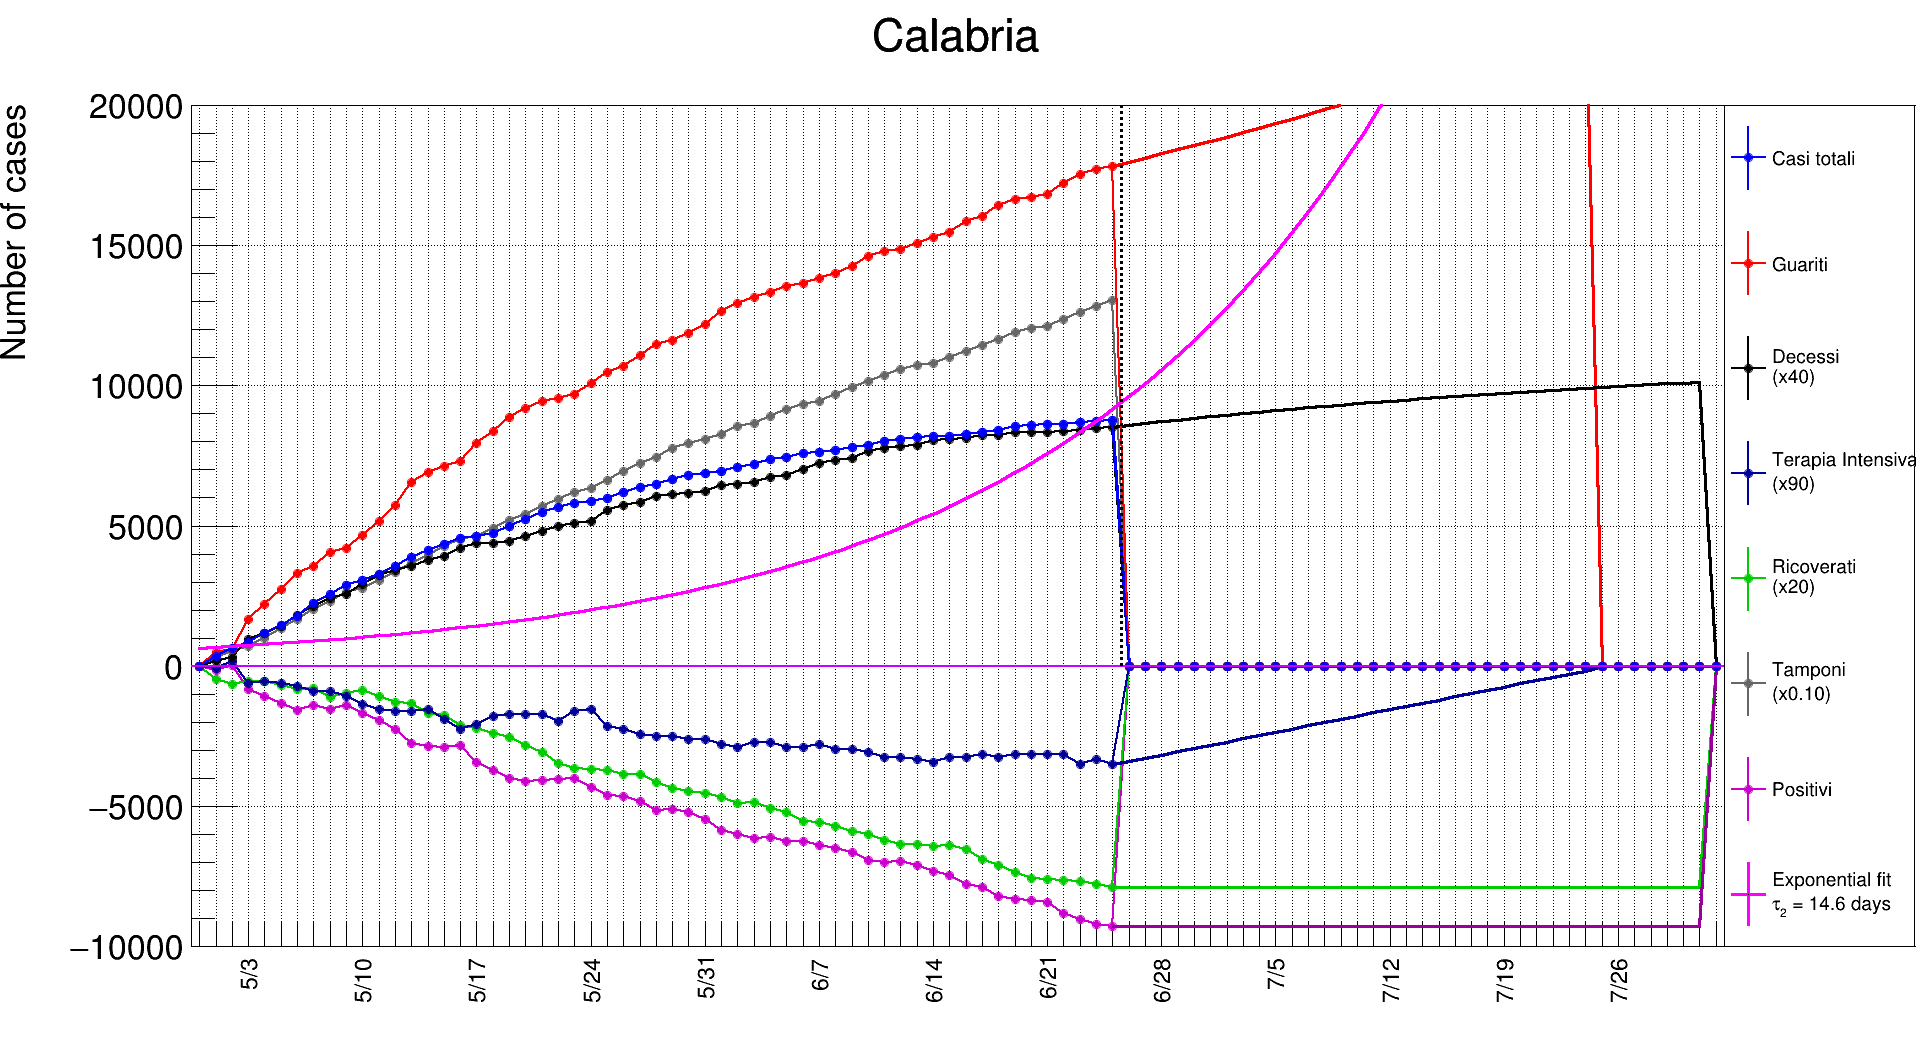 Calabria
Number of cases
20000
15000
10000
5000
0
−5000
−10000
5/3
5/10
5/17
5/24
5/31
6/7
6/14
6/21
6/28
7/5
7/12
7/19
7/26
Casi totali
Guariti
Decessi
(x40)
Terapia Intensiva
(x90)
Ricoverati
(x20)
Tamponi
(x0.10)
Positivi
Exponential fit
τ₂ = 14.6 days